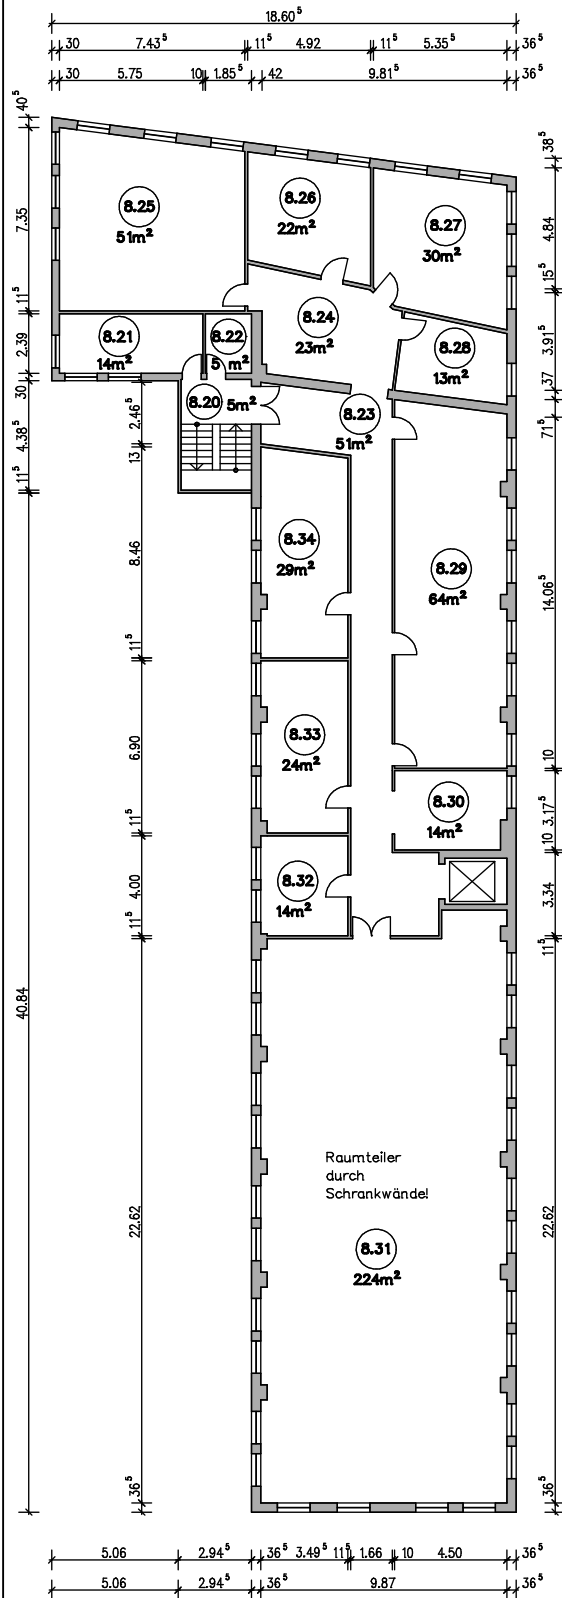 18.60⁵
30 7.43⁵ 11⁵ 4.92 11⁵ 5.35⁵ 36⁵
30 5.75 10 1.85⁵ 42 9.81⁵ 36⁵
40⁵
7.35
11⁵
2.39
30
4.38⁵
11⁵
40.84
2.46⁵
13
8.46
11⁵
6.90
11⁵
4.00
11⁵
22.62
36⁵
8.25
51m²
8.26
22m²
8.27
30m²
8.24
23m²
8.21
14m²
8.22
5 m²
8.28
13m²
8.20 5m²
8.23
51m²
8.34
29m²
8.29
64m²
8.33
24m²
8.30
14m²
8.32
14m²
Raumteiler
durch
Schrankwände!
8.31
224m²
38⁵
4.84
15⁵
3.91⁵
37
71⁵
14.06⁵
10
3.17⁵
10
3.34
11⁵
22.62
36⁵
5.06 2.94⁵ 36⁵ 3.49⁵ 11⁵ 1.66 10 4.50 36⁵
5.06 2.94⁵ 36⁵ 9.87 36⁵